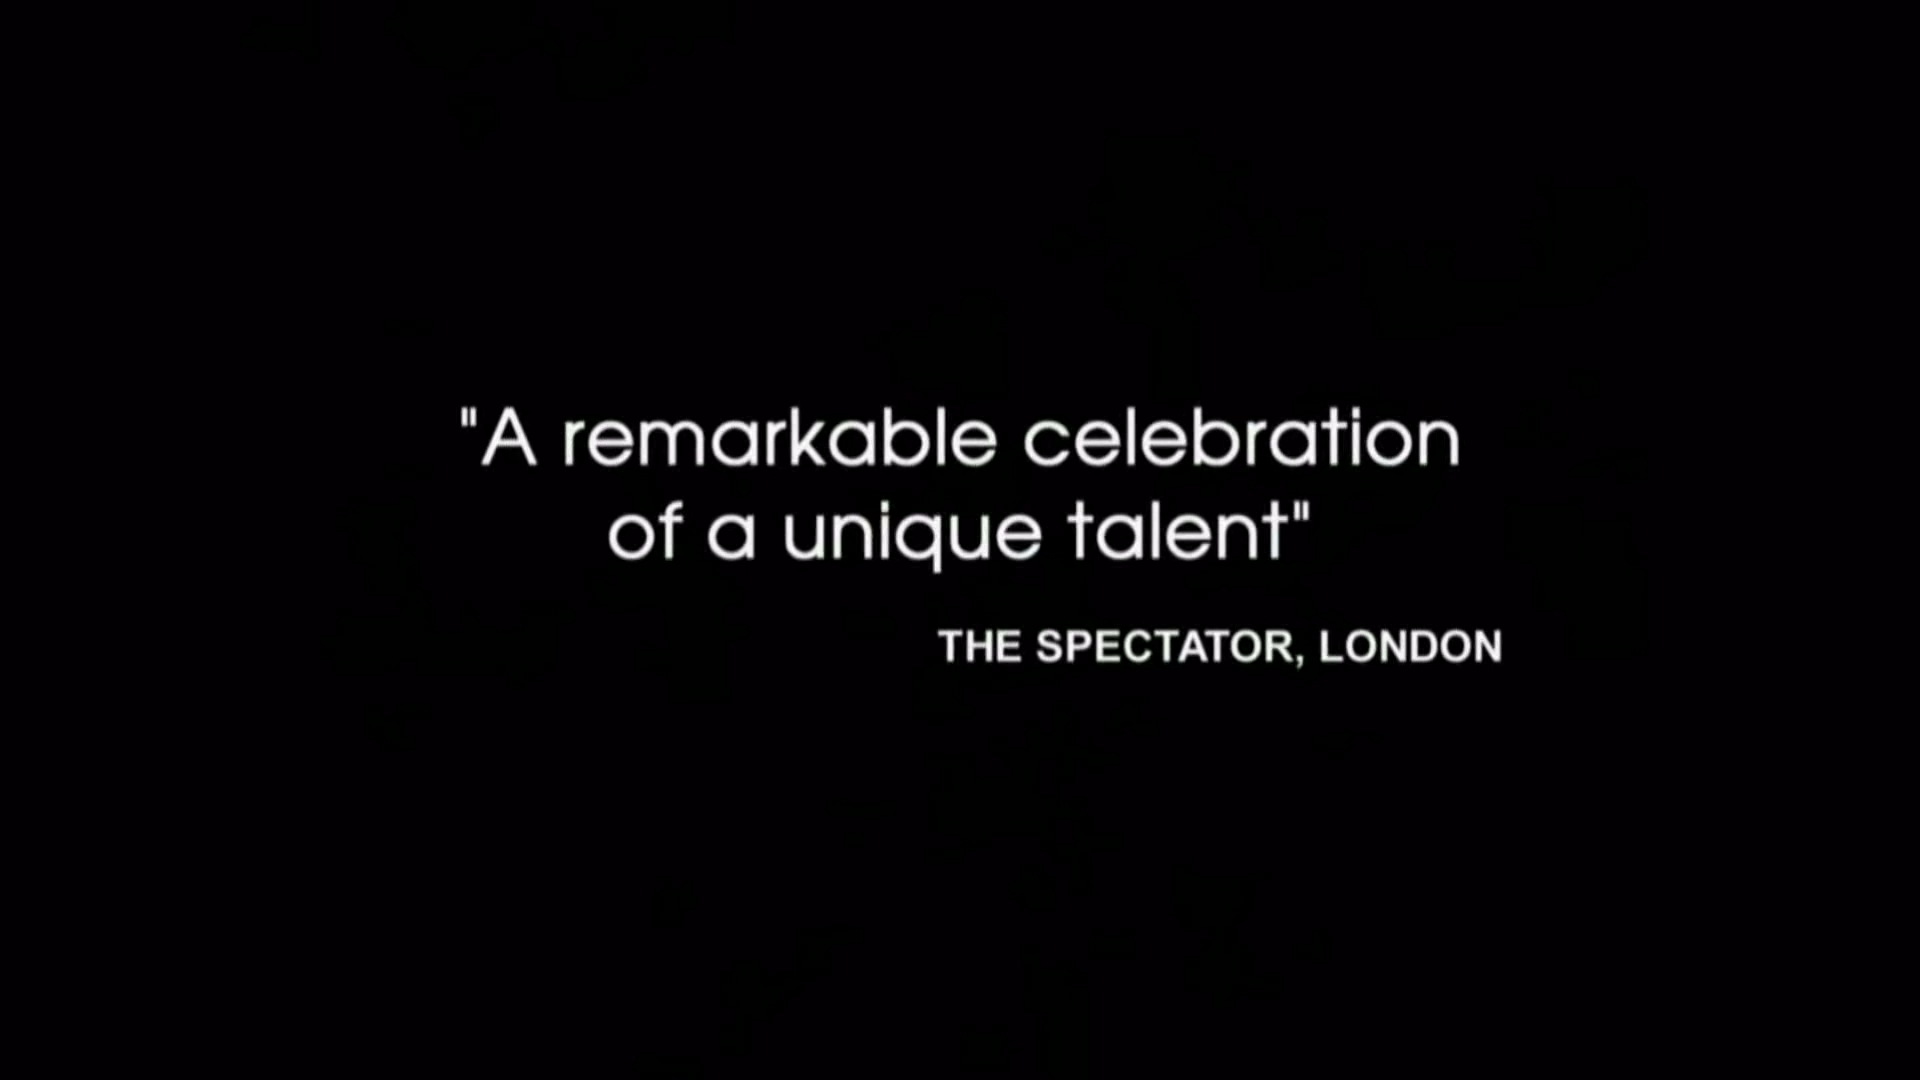 "A remarkable celebration
of a unique talent"
THE SPECTATOR, LONDON